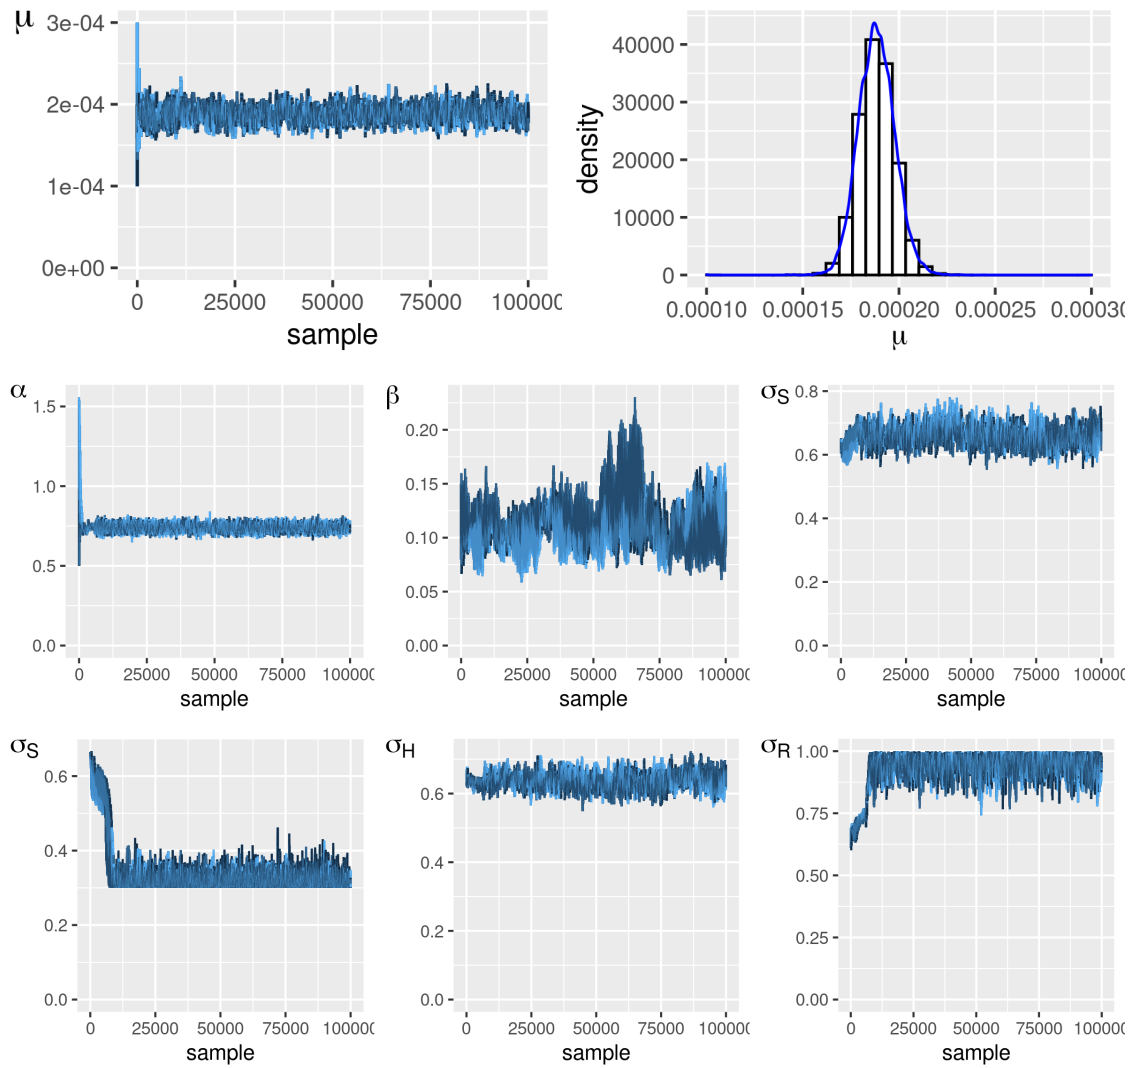 μ
3e-04
2e-04
1e-04
0e+00
0 25000 50000 75000 100000
sample
density
40000
30000
20000
10000
0
0.00010 0.00015 0.00020 0.00025 0.0003
μ
α
1.5
1.0
0.5
0.0
0 25000 50000 75000 100000
sample
β
0.20
0.15
0.10
0.05
0.00
0 25000 50000 75000 100000
sample
σS
0.8
0.6
0.4
0.2
0.0
0 25000 50000 75000 100000
sample
σS
0.6
0.4
0.2
0.0
0 25000 50000 75000 100000
sample
σH
0.6
0.4
0.2
0.0
0 25000 50000 75000 100000
sample
σR
1.00
0.75
0.50
0.25
0.00
0 25000 50000 75000 100000
sample